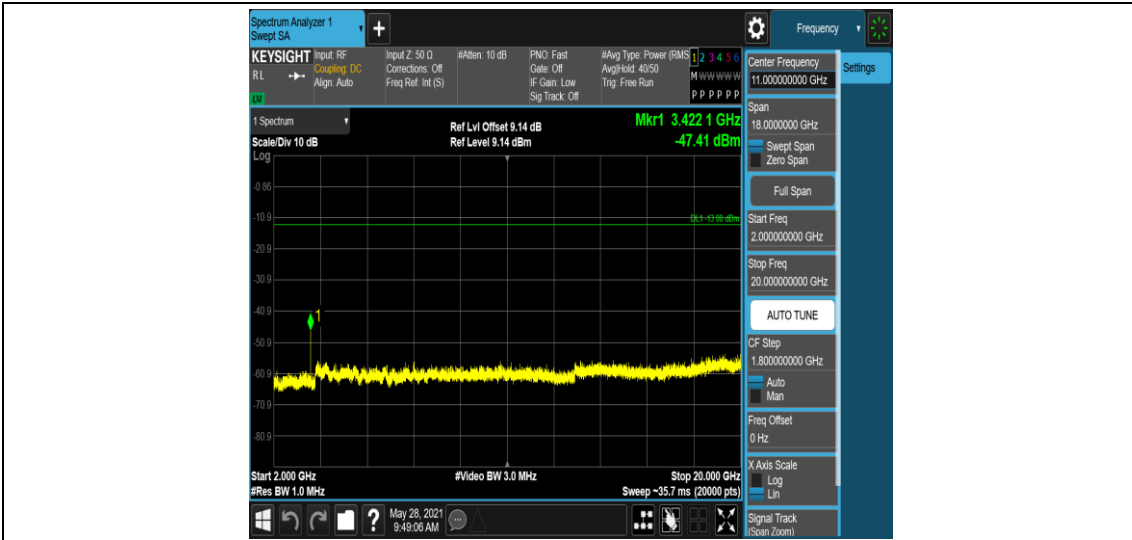 Spectrum Analyzer 1
Swept SA
Frequency
KEYSIGHT
RL
Input: RF
Coupling: DC
Align: Auto
Input Z: 50 Ω
Corrections: Off
Freq Ref: Int (S)
#Atten: 10 dB
PNO: Fast
Gate: Off
IF Gain: Low
Sig Track: Off
#Avg Type: Power (RMS
Avg|Hold: 40/50
Trig: Free Run
1 2 3 4 5 6
M W W W W W
P P P P P P
1 Spectrum
Scale/Div 10 dB
Log
Ref Lvl Offset 9.14 dB
Ref Level 9.14 dBm
Mkr1 3.422 1 GHz
-47.41 dBm
-0.86
-10.9
DL1 -13.00 dBm
-20.9
-30.9
-40.9
1
-50.9
-60.9
-70.9
-80.9
Start 2.000 GHz
#Video BW 3.0 MHz
Stop 20.000 GHz
#Res BW 1.0 MHz
Sweep ~35.7 ms (20000 pts)
Center Frequency
11.000000000 GHz
Settings
Span
18.0000000 GHz
Swept Span
Zero Span
Full Span
Start Freq
2.000000000 GHz
Stop Freq
20.000000000 GHz
AUTO TUNE
CF Step
1.800000000 GHz
Auto
Man
Freq Offset
0 Hz
X Axis Scale
Log
Lin
Signal Track
(Span Zoom)
?
May 28, 2021
9:49:06 AM